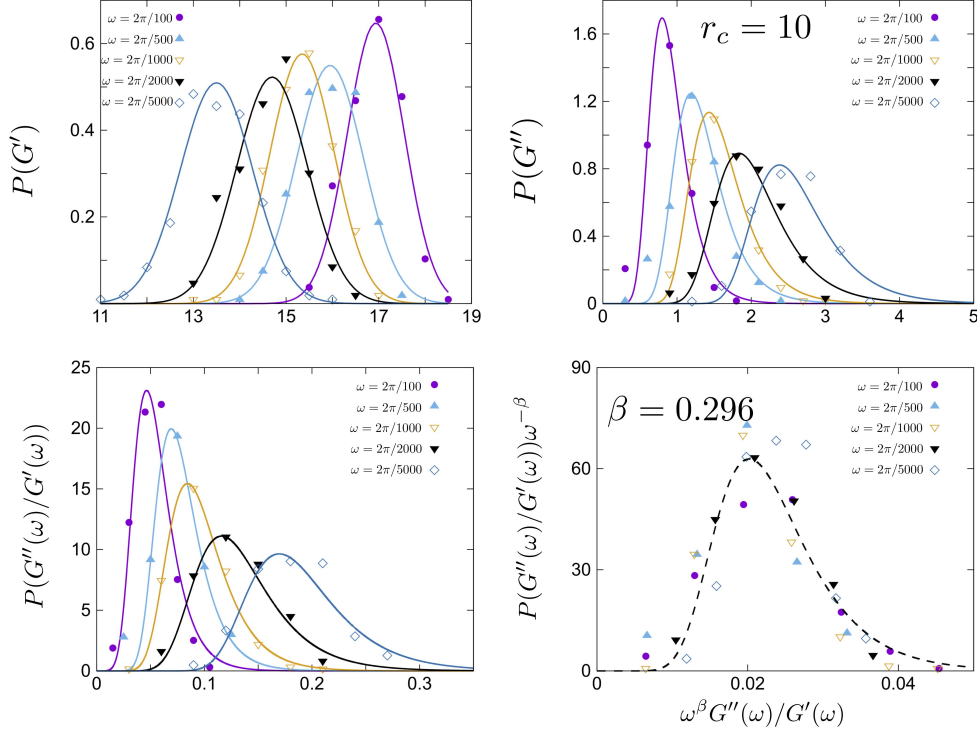 P(G′)
0.6
0.4
0.2
0
11 13 15 17 19
ω = 2π/100
ω = 2π/500
ω = 2π/1000
ω = 2π/2000
ω = 2π/5000
P(G″)
1.8
1.2
0.6
0
0 1 2 3 4 5
r_c = 10
ω = 2π/100
ω = 2π/500
ω = 2π/1000
ω = 2π/2000
ω = 2π/5000
P(G″(ω)/G′(ω))
25
20
15
10
5
0
0 0.1 0.2 0.3
ω = 2π/100
ω = 2π/500
ω = 2π/1000
ω = 2π/2000
ω = 2π/5000
P(G″(ω)/G′(ω))ω^{-β}
90
60
30
0
0 0.02 0.04
β = 0.296
ω = 2π/100
ω = 2π/500
ω = 2π/1000
ω = 2π/2000
ω = 2π/5000
ω^β G″(ω)/G′(ω)